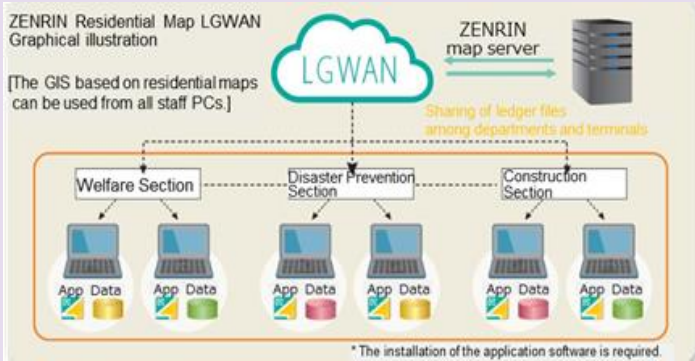 ZENRIN Residential Map LGWAN
Graphical illustration
[The GIS based on residential maps
can be used from all staff PCs.]
LGWAN
ZENRIN
map server
Sharing of ledger files
among departments and terminals
Welfare Section
Disaster Prevention
Section
Construction
Section
App Data
App Data
App Data
App Data
App Data
App Data
* The installation of the application software is required.